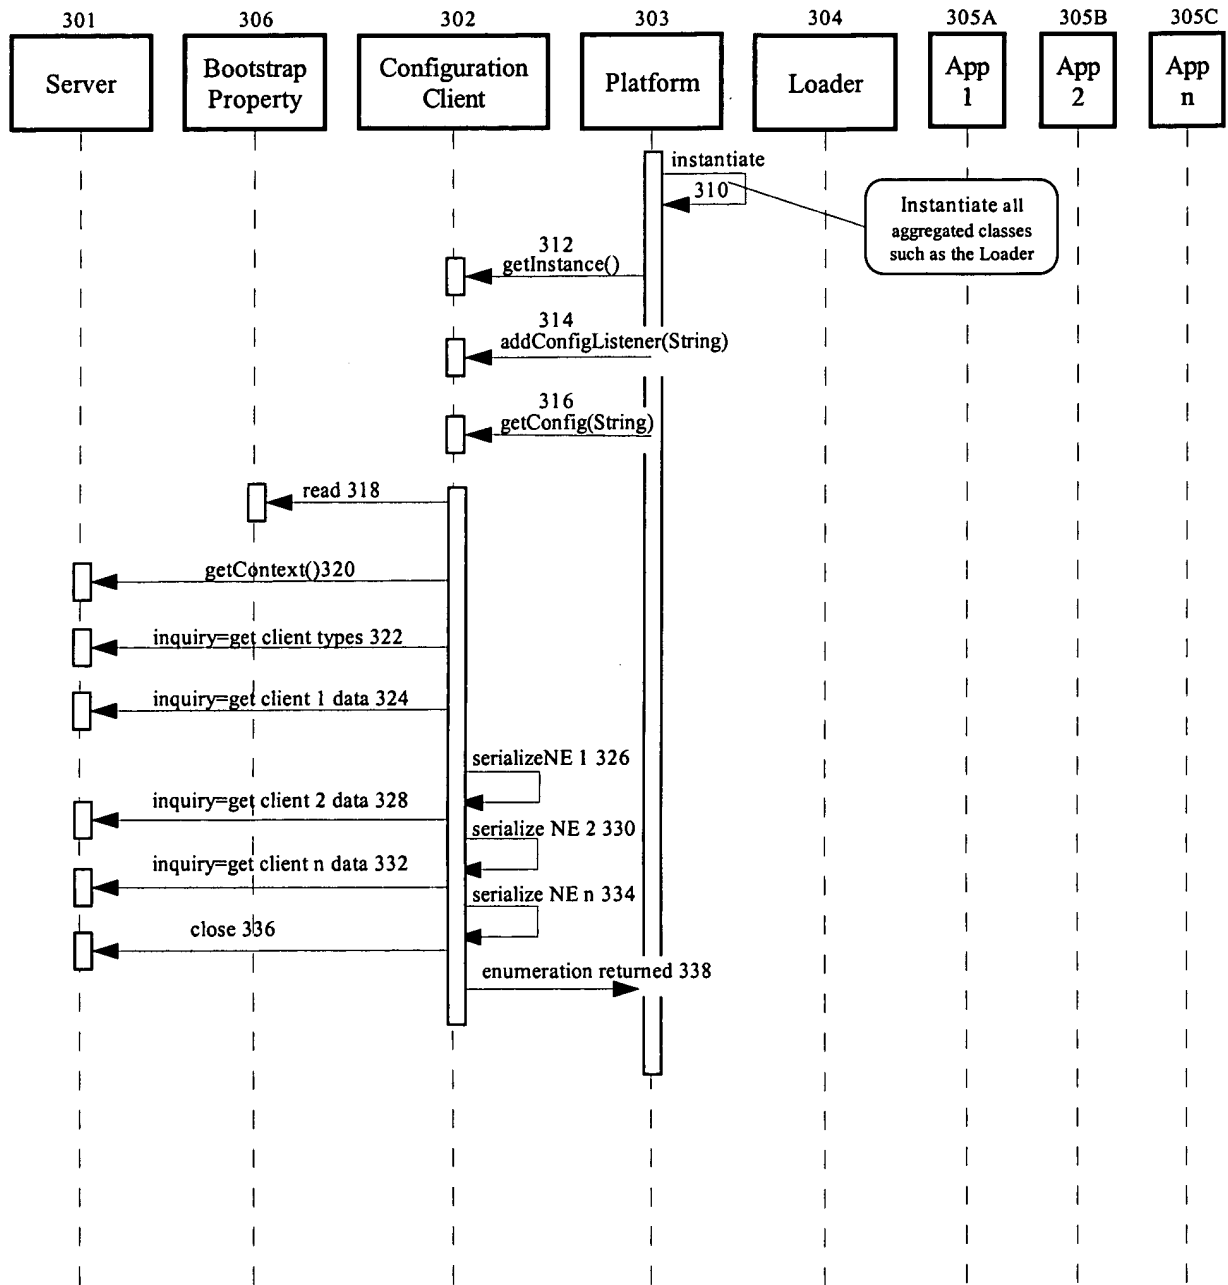 301
306
302
303
304
305A
305B
305C
Server
Bootstrap
Property
Configuration
Client
Platform
Loader
App
1
App
2
App
n
instantiate
310
Instantiate all
aggregated classes
such as the Loader
312
getInstance()
314
addConfigListener(String)
316
getConfig(String)
read 318
getContext()320
inquiry=get client types 322
inquiry=get client 1 data 324
serializeNE 1 326
inquiry=get client 2 data 328
serialize NE 2 330
inquiry=get client n data 332
serialize NE n 334
close 336
enumeration returned 338